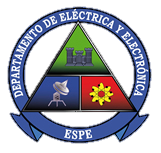 DEPARTAMENTO DE ELÉCTRICA Y ELECTRÓNICA
ESPE